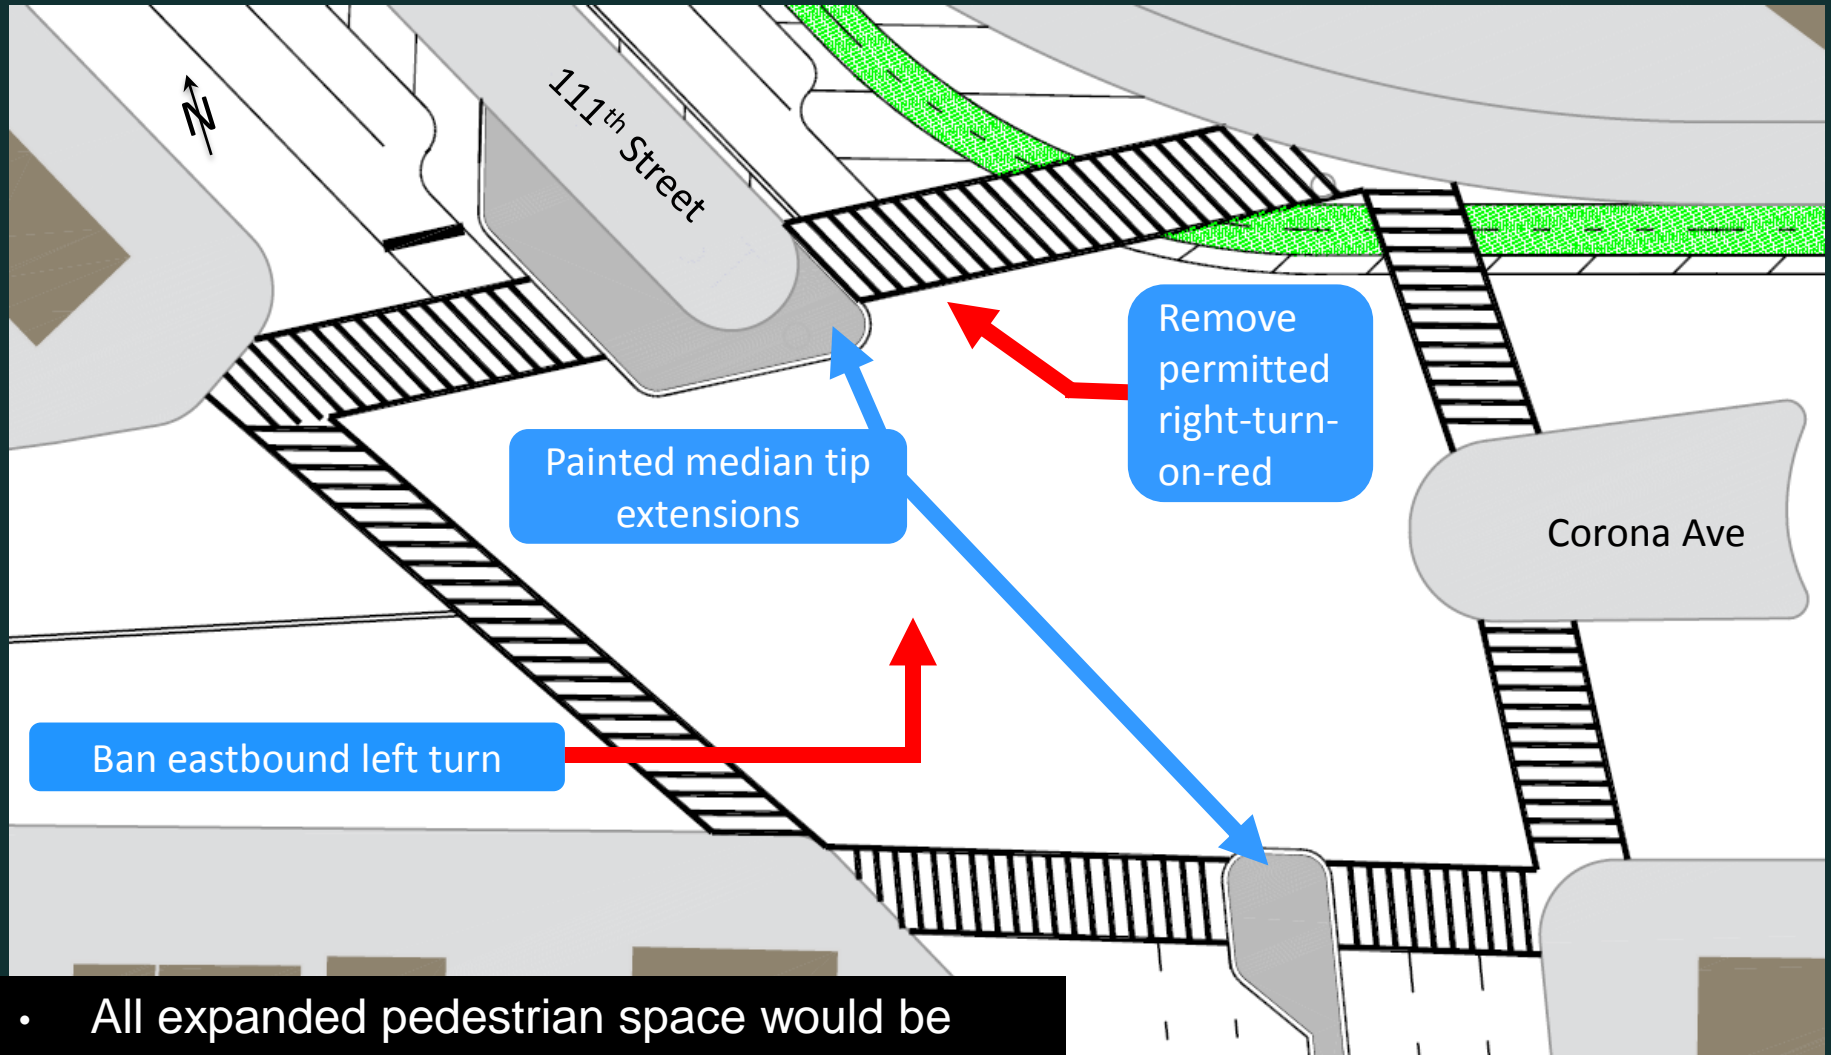 N
111th Street
Remove
permitted
right-turn-
on-red
Painted median tip
extensions
Corona Ave
Ban eastbound left turn
• All expanded pedestrian space would be